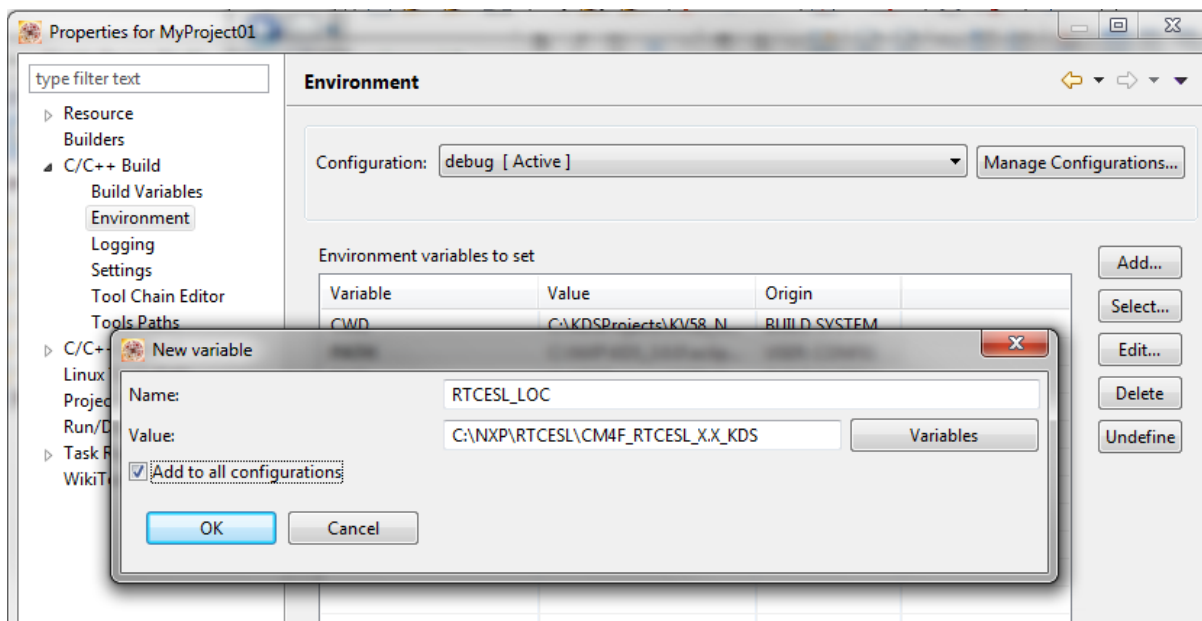 Properties for MyProject01
type filter text
Resource
Builders
C/C++ Build
Build Variables
Environment
Logging
Settings
Tool Chain Editor
Tools Paths
C/C+
Linux
Projec
Run/D
Task R
WikiTe
Environment
Configuration: debug [ Active ] Manage Configurations...
Environment variables to set
Variable Value Origin
CWD C:\KDSProjects\KV58_N BUILD SYSTEM
Add...
Select...
Edit...
Delete
Undefine
New variable
Name: RTCESL_LOC
Value: C:\NXP\RTCESL\CM4F_RTCESL_X.X_KDS Variables
Add to all configurations
OK Cancel